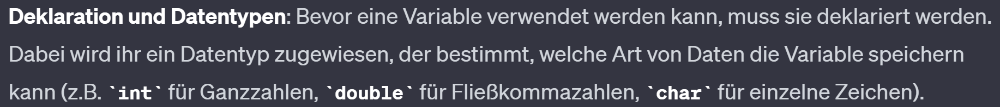 Deklaration und Datentypen: Bevor eine Variable verwendet werden kann, muss sie deklariert werden.
Dabei wird ihr ein Datentyp zugewiesen, der bestimmt, welche Art von Daten die Variable speichern
kann (z.B. `int` für Ganzzahlen, `double` für Fließkommazahlen, `char` für einzelne Zeichen).